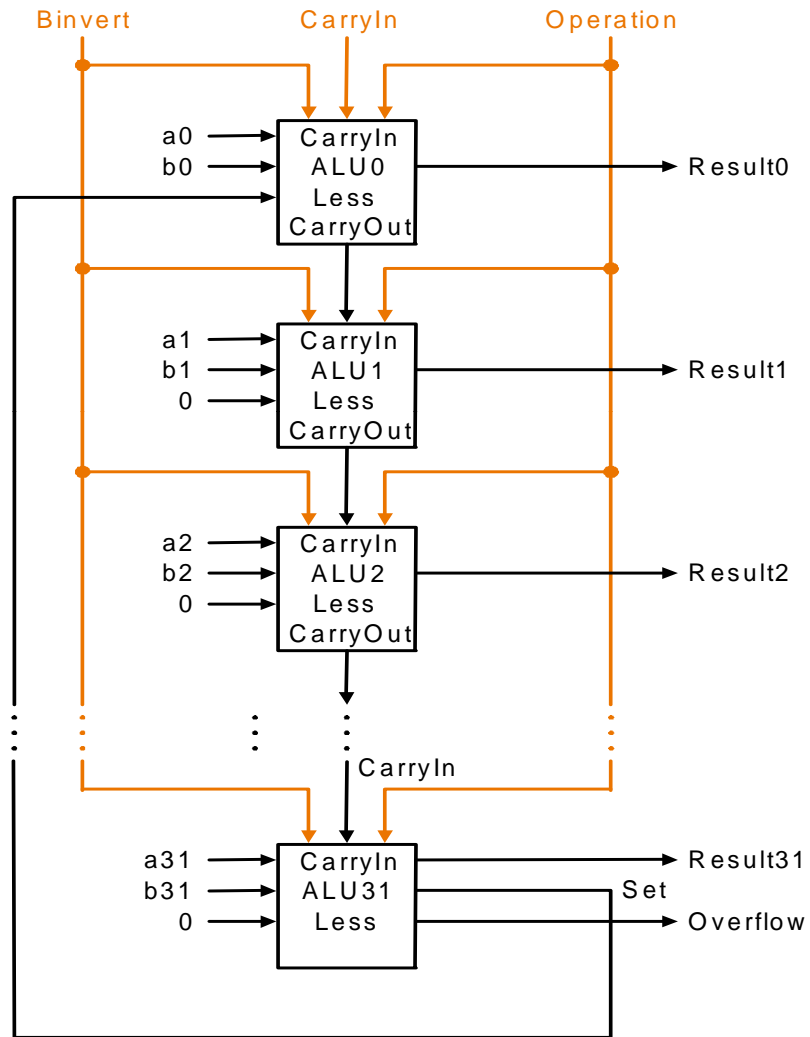 Binvert CarryIn Operation
a0 CarryIn
b0 ALU0 Result0
Less
CarryOut
a1 CarryIn
b1 ALU1 Result1
0 Less
CarryOut
a2 CarryIn
b2 ALU2 Result2
0 Less
CarryOut
CarryIn
a31 CarryIn Result31
b31 ALU31 Set
0 Less Overflow